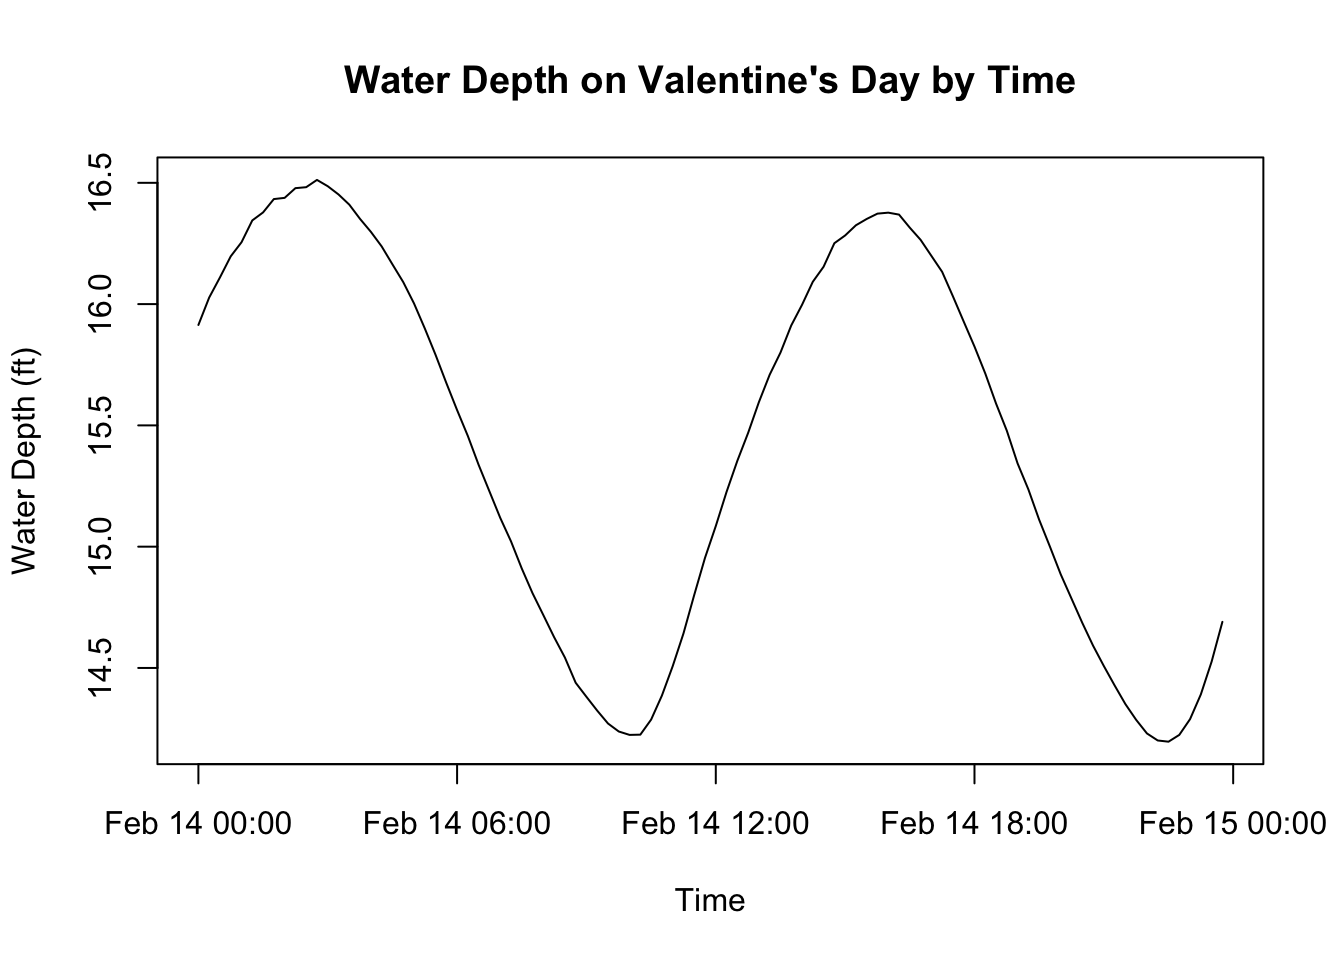 Water Depth on Valentine's Day by Time
Water Depth (ft)
16.5
16.0
15.5
15.0
14.5
Feb 14 00:00
Feb 14 06:00
Feb 14 12:00
Feb 14 18:00
Feb 15 00:00
Time